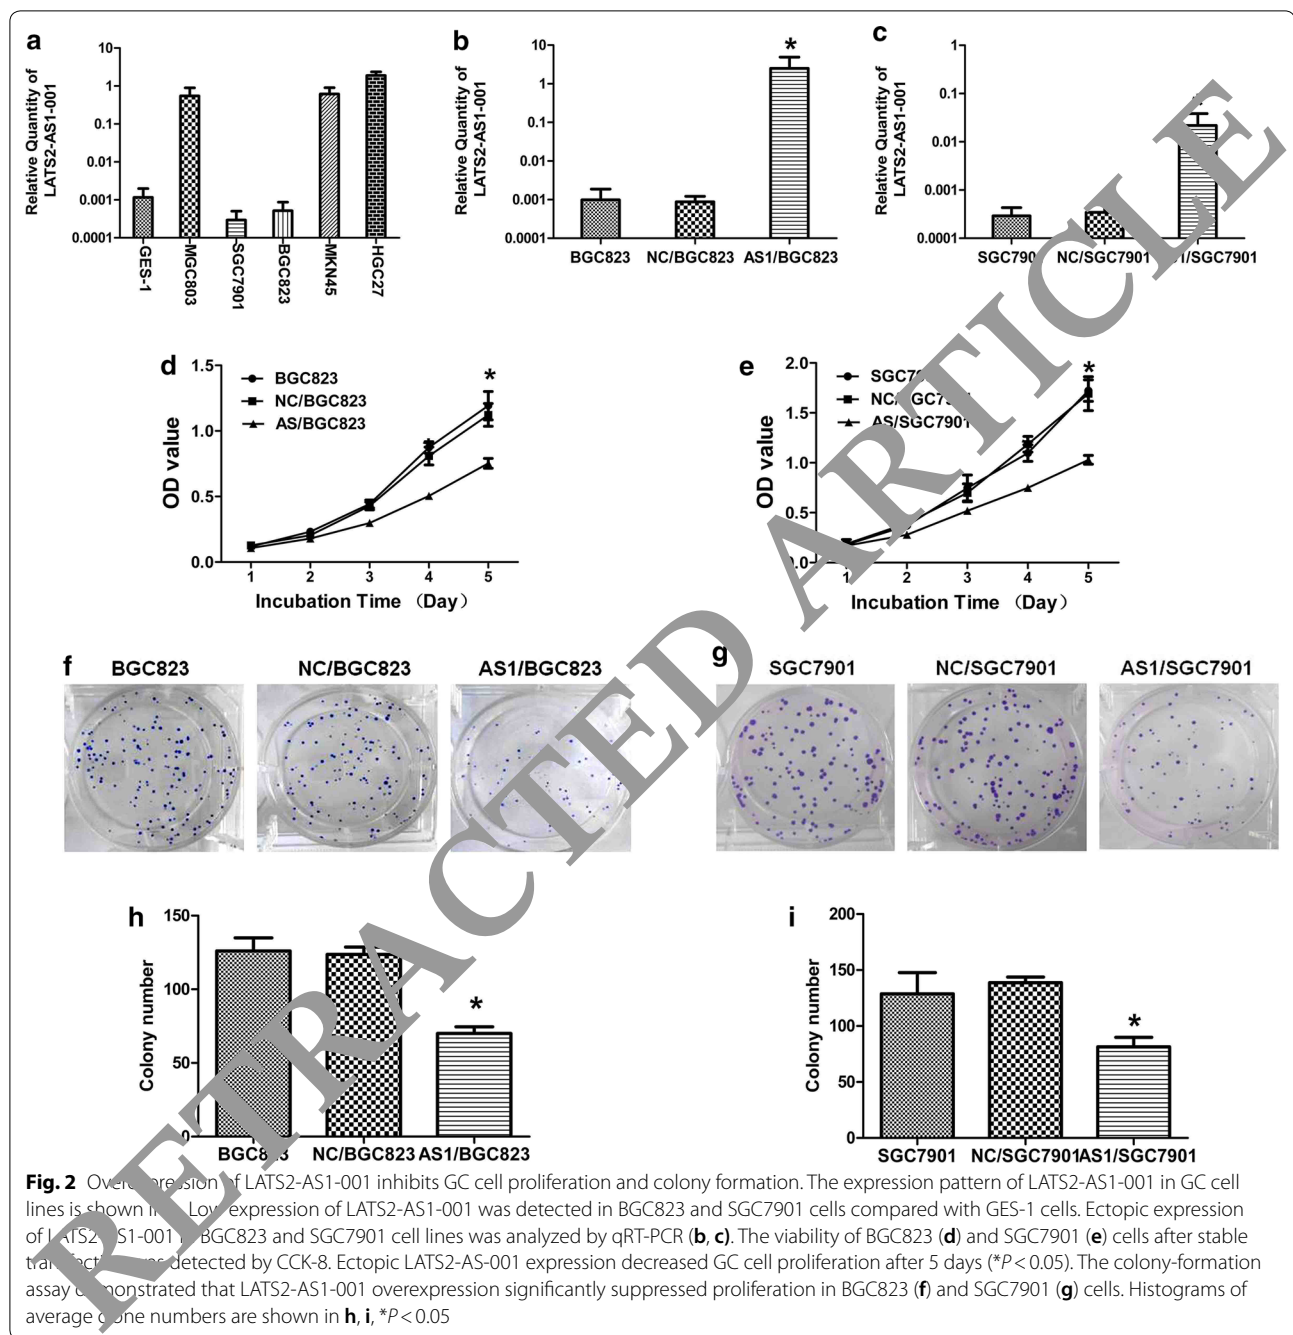 a
Relative Quantity of
LATS2-AS1-001
10
1
0.1
0.01
0.001
0.0001
GES-1
MGC803
SGC7901
BGC823
MKN45
HGC27
b
Relative Quantity of
LATS2-AS1-001
10
1
0.1
0.01
0.001
0.0001
*
BGC823 NC/BGC823 AS1/BGC823
c
Relative Quantity of
LATS2-AS1-001
1
0.1
0.01
0.001
0.0001
NC/SGC7901
d
OD value
1.5
1.0
0.5
0.0
BGC823
NC/BGC823
AS/BGC823
*
1 2 3 4 5
Incubation Time （Day）
e
OD value
2.0
1.5
1.0
0.5
AS/SGC7901
*
1 2 3 4 5
Incubation Time （Day）
f
BGC823 NC/BGC823 AS1/BGC823
g
SGC7901 NC/SGC7901 AS1/SGC7901
h
Colony number
150
100
50
0
*
BGC823 NC/BGC823 AS1/BGC823
i
Colony number
200
150
100
50
0
*
SGC7901 NC/SGC7901 AS1/SGC7901
Fig. 2 of LATS2-AS1-001 inhibits GC cell proliferation and colony formation. The expression pattern of LATS2-AS1-001 in GC cell
lines is shown expression of LATS2-AS1-001 was detected in BGC823 and SGC7901 cells compared with GES-1 cells. Ectopic expression
of BGC823 and SGC7901 cell lines was analyzed by qRT-PCR (b, c). The viability of BGC823 (d) and SGC7901 (e) cells after stable
detected by CCK-8. Ectopic LATS2-AS-001 expression decreased GC cell proliferation after 5 days (*P < 0.05). The colony-formation
assay that LATS2-AS1-001 overexpression significantly suppressed proliferation in BGC823 (f) and SGC7901 (g) cells. Histograms of
average numbers are shown in h, i, *P < 0.05
RETRACTED ARTICLE